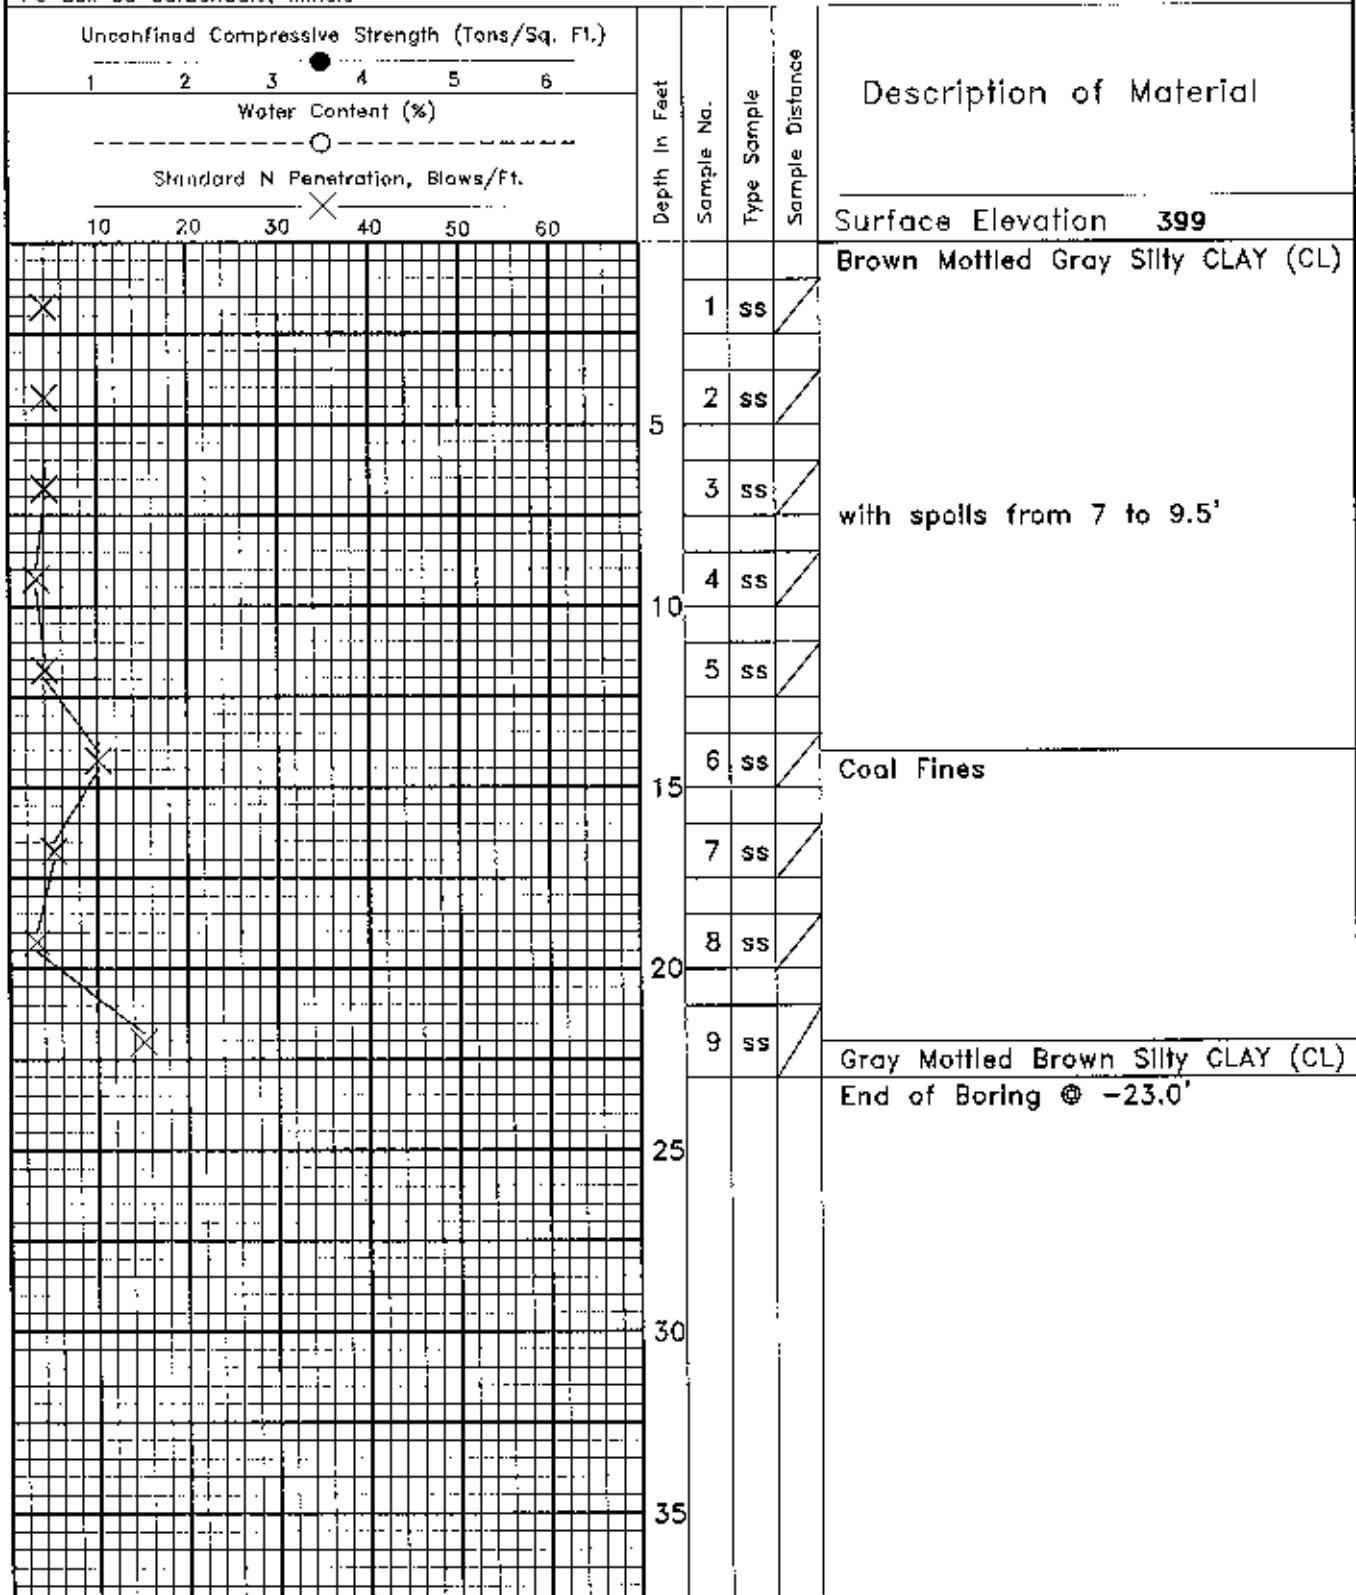 Unconfined Compressive Strength (Tons/Sq. Ft.)
1 2 3 4 5 6
Water Content (%)
Standard N Penetration, Blows/Ft.
10 20 30 40 50 60
Depth In Feet
Sample No.
Type Sample
Sample Distance
Description of Material
Surface Elevation 399
Brown Mottled Gray Silty CLAY (CL)
1 ss
2 ss
5
3 ss
with spoils from 7 to 9.5'
4 ss
10
5 ss
6 ss
Coal Fines
15
7 ss
8 ss
20
9 ss
Gray Mottled Brown Silty CLAY (CL)
End of Boring @ -23.0'
25
30
35